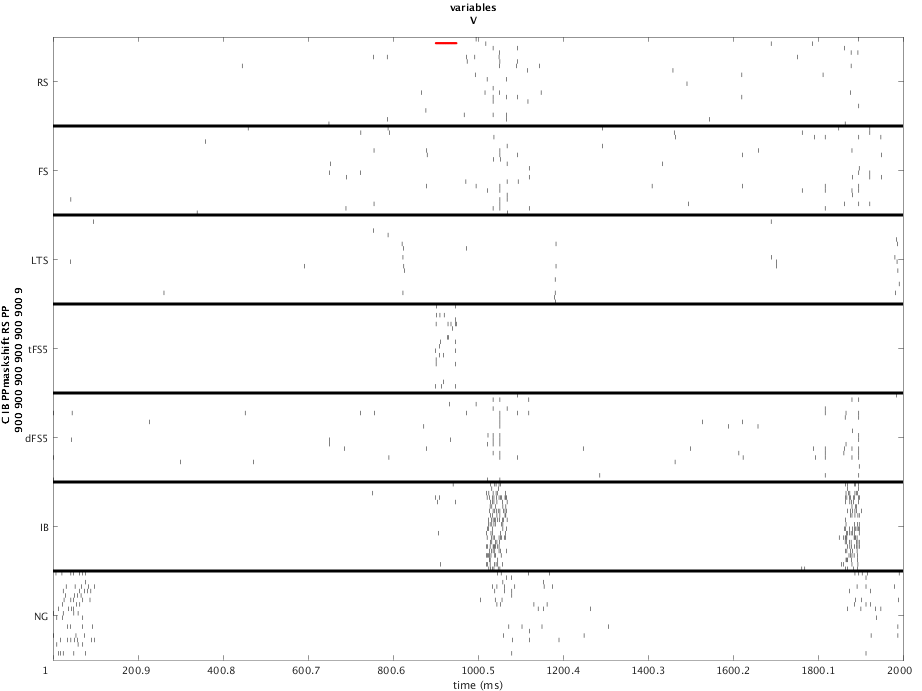 variables
V
RS
FS
LTS
tFS5
dFS5
IB
NG
C IB PPmaskshift RS PP
900 900 900 900 900 900 9
1
200.9
400.8
600.7
800.6
1000.5
1200.4
1400.3
1600.2
1800.1
2000
time (ms)